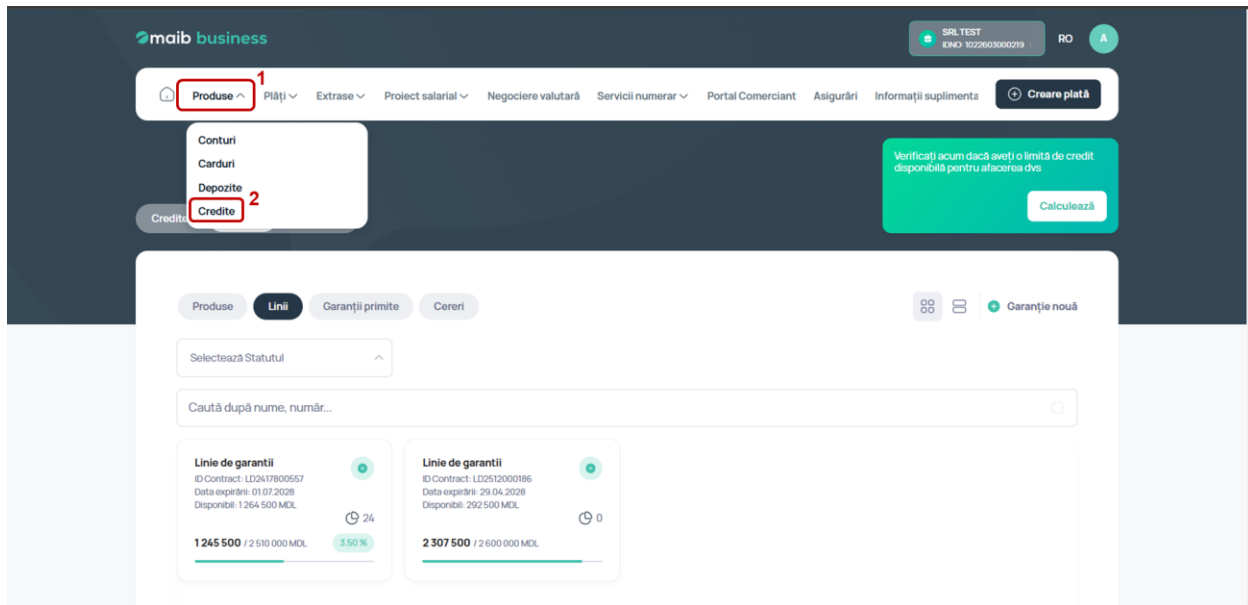 maib business
SRL TEST
IDNO 1022603000219
RO
A
1
Produse
Plăți
Extrase
Proiect salarial
Negociere valutară
Servicii numerar
Portal Comerciant
Asigurări
Informații suplimenta
Creare plată
Conturi
Carduri
Depozite
2
Credite
Credite
Verificați acum dacă aveți o limită de credit
disponibilă pentru afacerea dvs
Calculează
Produse
Linii
Garanții primite
Cereri
Garanție nouă
Selectează Statutul
Caută după nume, număr...
Linie de garantii
ID Contract: LD2417800557
Data expirării: 01.07.2028
Disponibil: 1 264 500 MDL
24
1 245 500 / 2 510 000 MDL
3.50 %
Linie de garantii
ID Contract: LD2512000186
Data expirării: 29.04.2028
Disponibil: 292 500 MDL
0
2 307 500 / 2 600 000 MDL